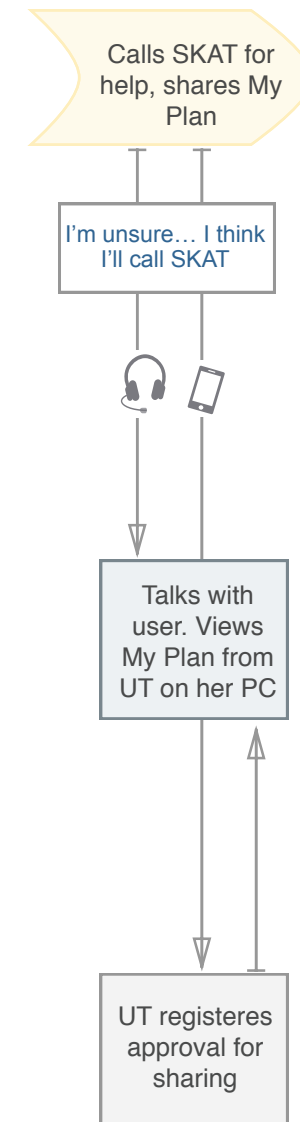 Calls SKAT for
help, shares My
Plan
I'm unsure… I think
I'll call SKAT
Talks with
user. Views
My Plan from
UT on her PC
UT registeres
approval for
sharing